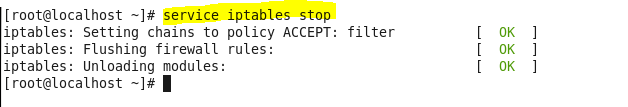 [root@localhost ~]# service iptables stop
iptables: Setting chains to policy ACCEPT: filter          [  OK  ]
iptables: Flushing firewall rules:                         [  OK  ]
iptables: Unloading modules:                               [  OK  ]
[root@localhost ~]#